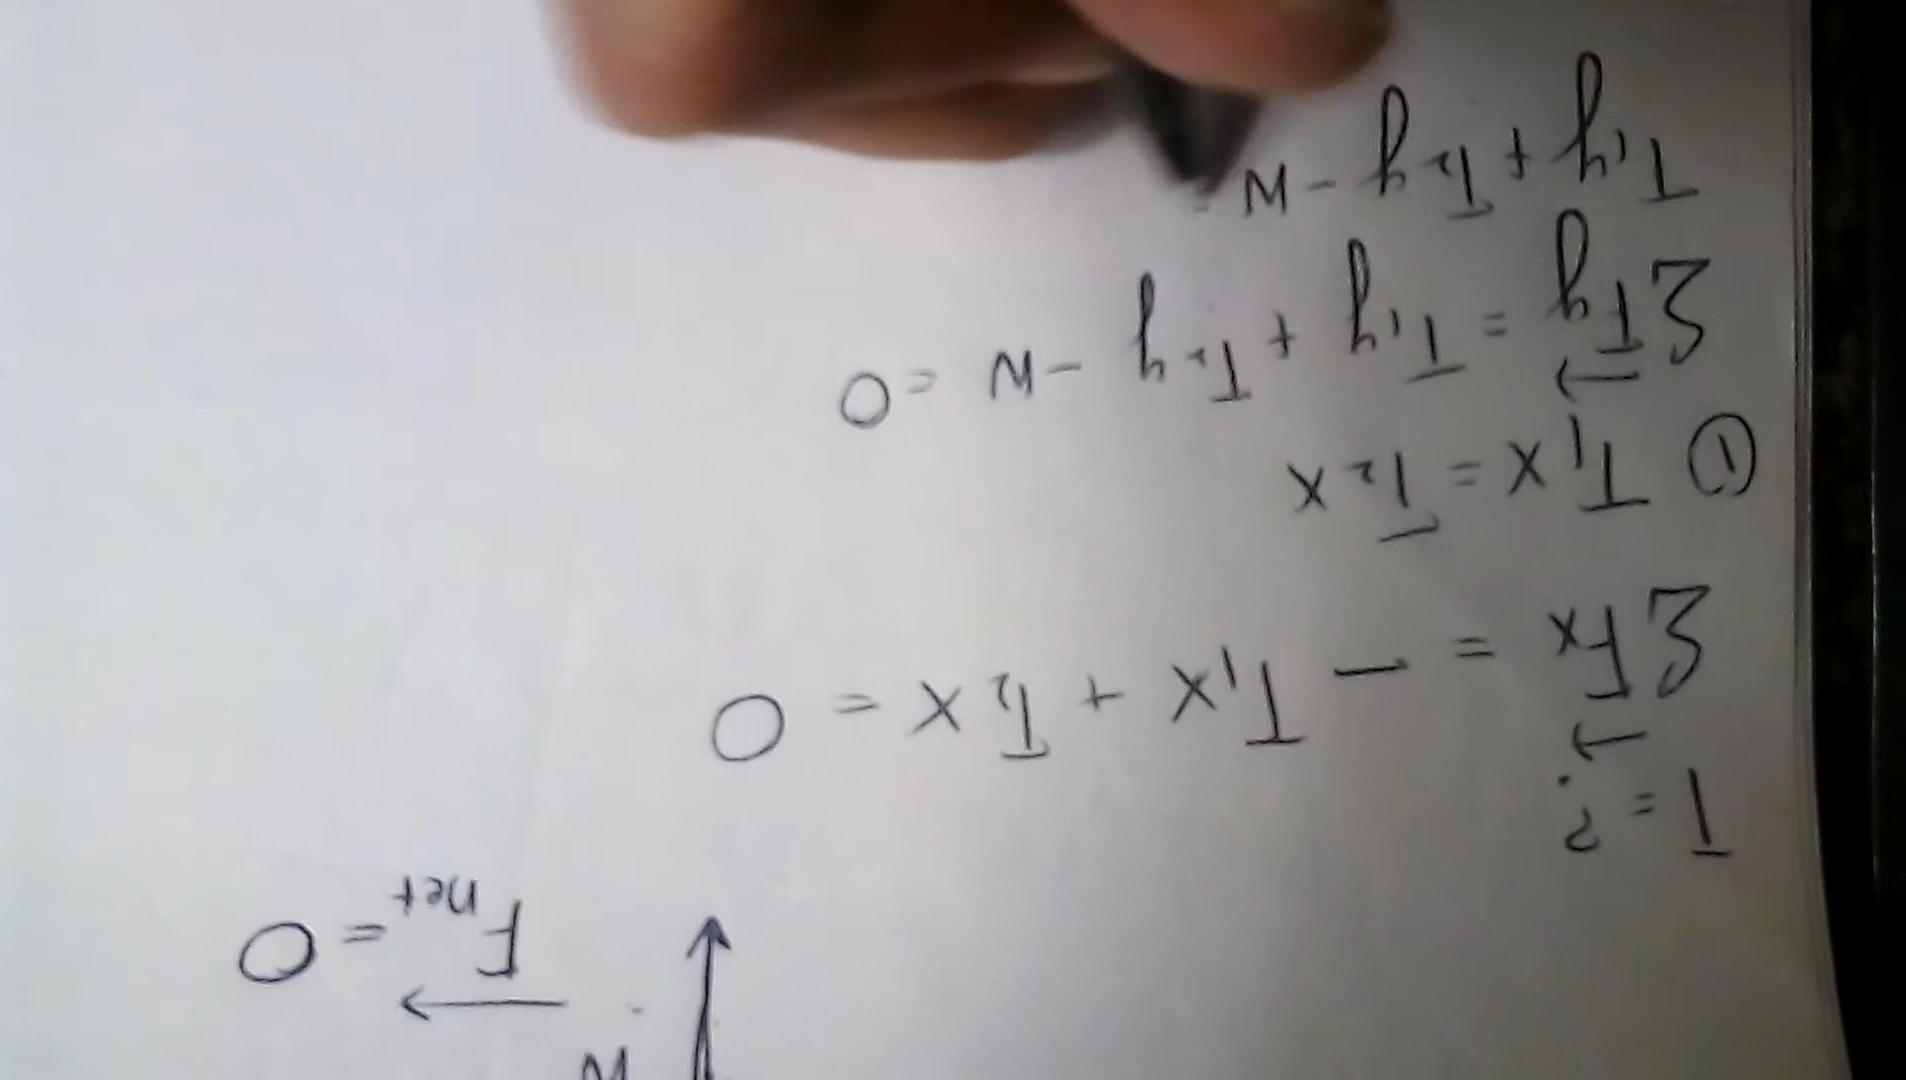 W
F⃗net = 0
T = ?
ΣF⃗x = - T₁x + T₂x = 0
① T₁x = T₂x
ΣF⃗y = T₁y + T₂y - W = 0
T₁y + T₂y - W =